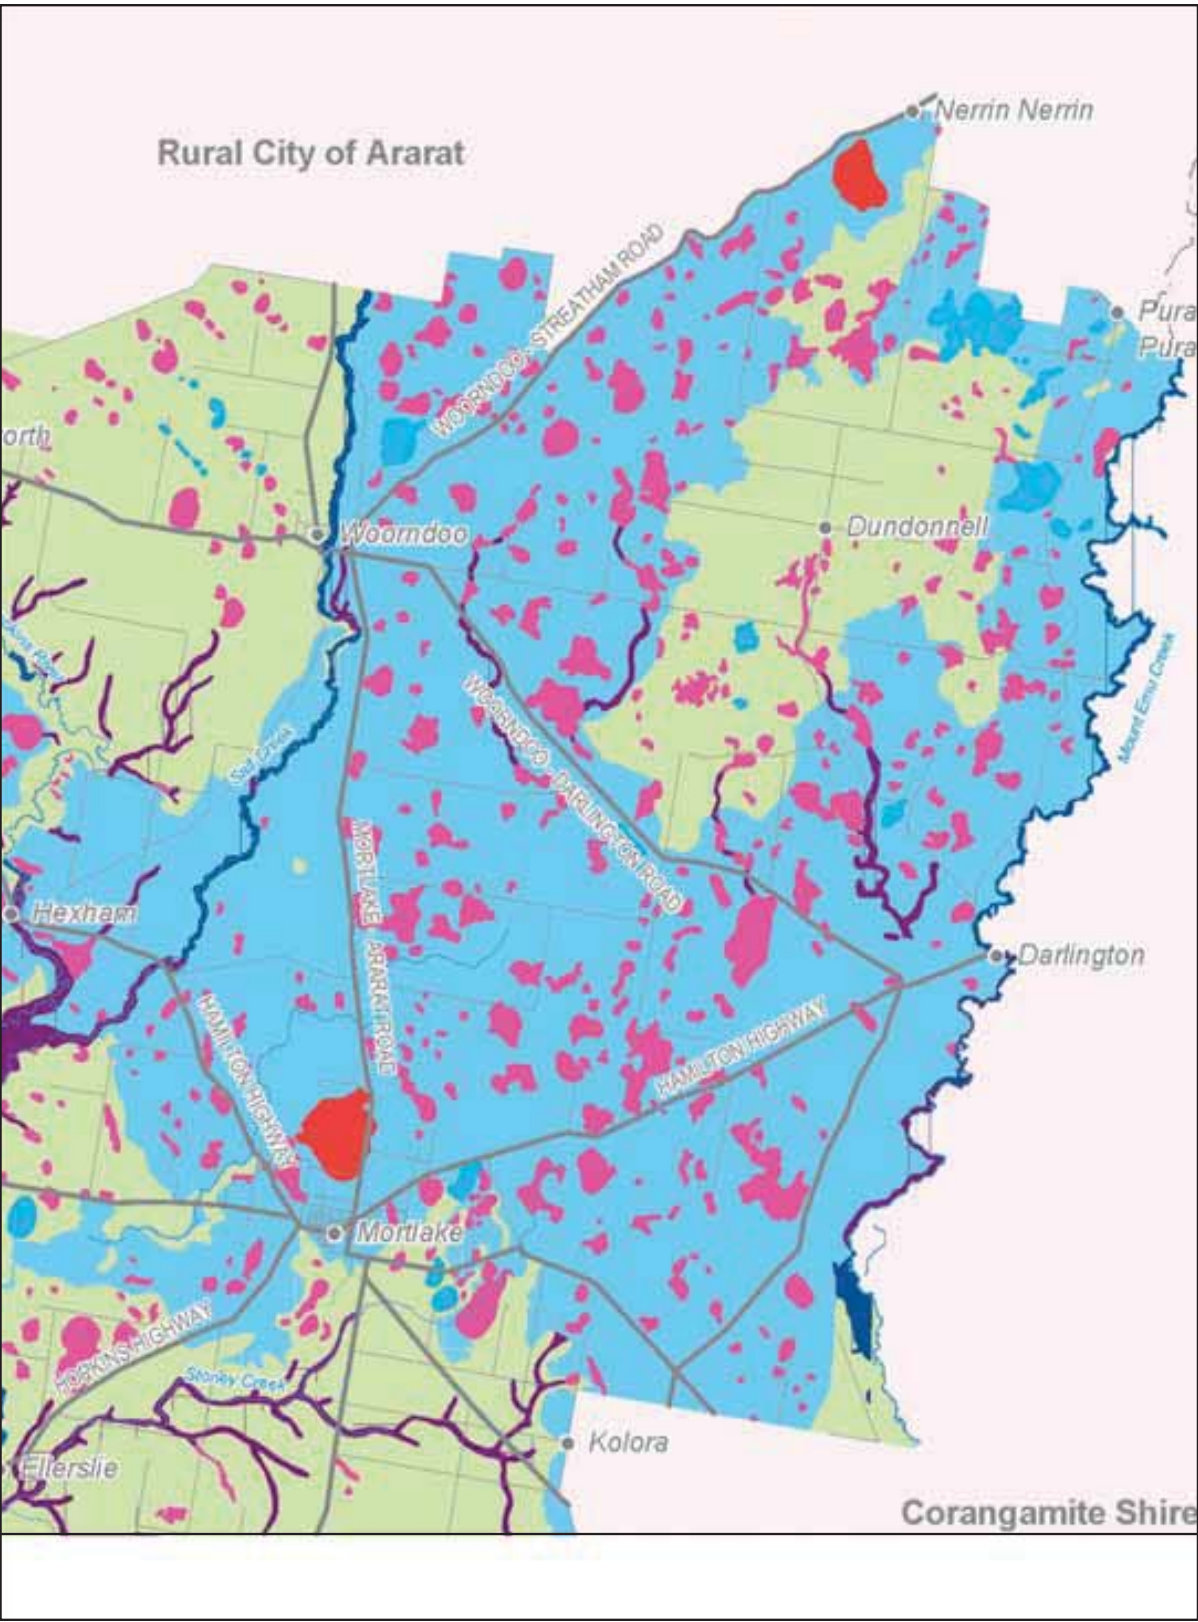 Nerrin Nerrin
Rural City of Ararat
WOORNDOO - STREATHAM ROAD
Pura
Pura
orth
Woorndoo
Dundonnell
Salt Creek
Mount Emu Creek
WOORNDOO - DARLINGTON ROAD
MORTLAKE ARARAT ROAD
Hexham
Darlington
HAMILTON HIGHWAY
HAMILTON HIGHWAY
Mortlake
HOPKINS HIGHWAY
Stoney Creek
Kolora
Ellerslie
Corangamite Shire